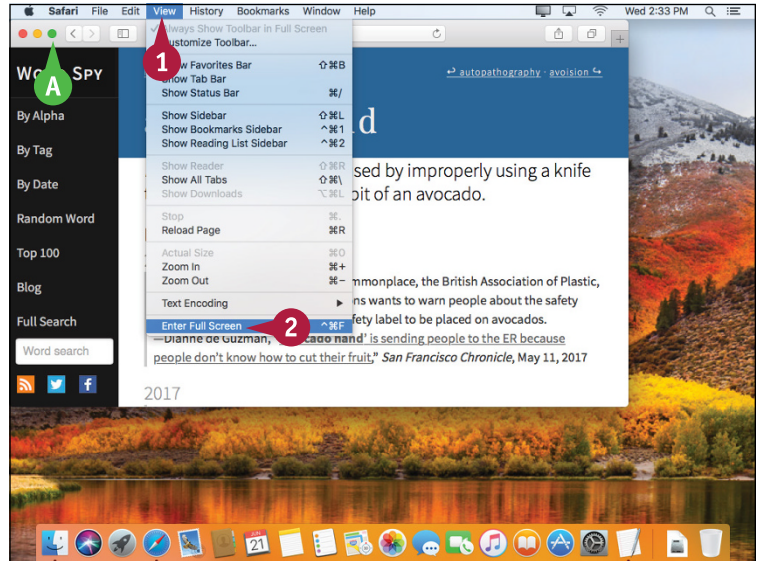 Safari File Edit View History Bookmarks Window Help Wed 2:33 PM
Always Show Toolbar in Full Screen
Customize Toolbar...
1
Show Favorites Bar ⇧⌘B
Show Tab Bar
Show Status Bar ⌘/
Show Sidebar ⇧⌘L
Show Bookmarks Sidebar ^⌘1
Show Reading List Sidebar ^⌘2
Show Reader ⇧⌘R
Show All Tabs ⇧⌘\
Show Downloads ⌥⌘L
Stop ⌘.
Reload Page ⌘R
Actual Size ⌘0
Zoom In ⌘+
Zoom Out ⌘−
Text Encoding ▶
Enter Full Screen ^⌘F
2
A
Spy
By Alpha
By Tag
By Date
Random Word
Top 100
Blog
Full Search
Word search
↩ autopathography · avoision ↪
d
sed by improperly using a knife
pit of an avocado.
mmonplace, the British Association of Plastic,
ns wants to warn people about the safety
fety label to be placed on avocados.
—Dianne de Guzman, cado hand' is sending people to the ER because
people don't know how to cut their fruit," San Francisco Chronicle, May 11, 2017
2017
JUN
21